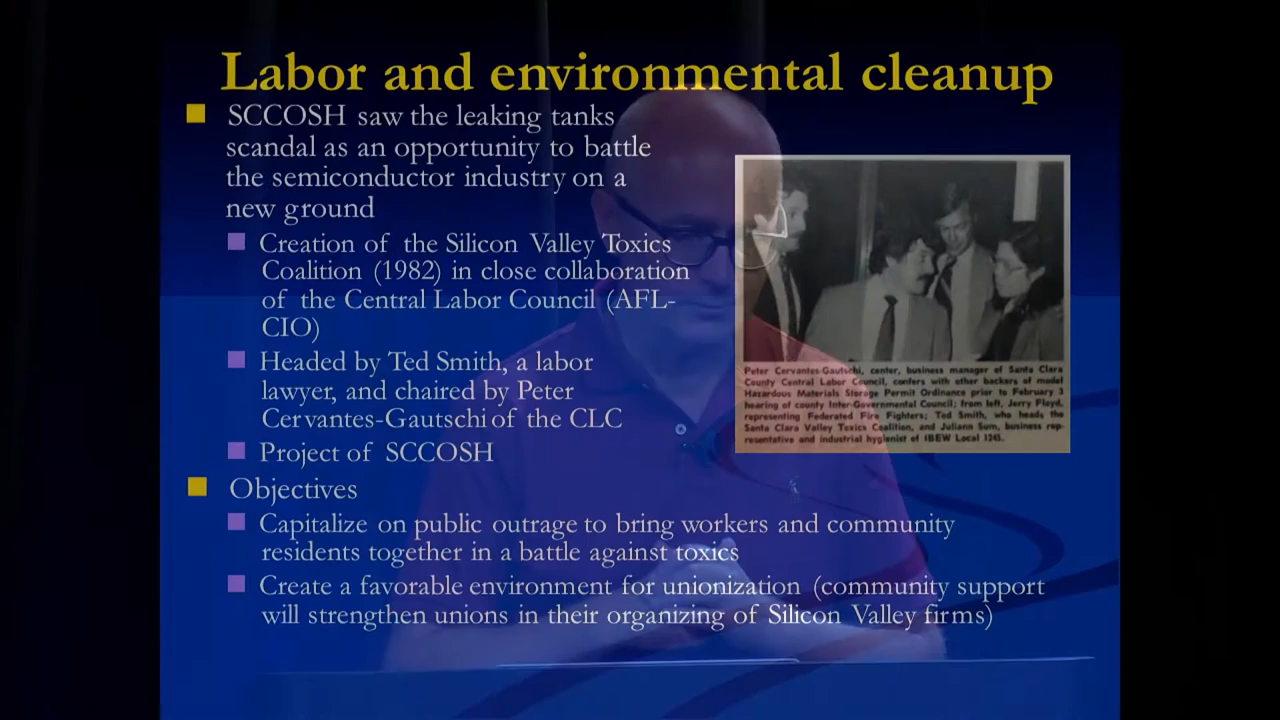 Labor and environmental cleanup
SCCOSH saw the leaking tanks
scandal as an opportunity to battle
the semiconductor industry on a
new ground
Creation of the Silicon Valley Toxics
Coalition (1982) in close collaboration
of the Central Labor Council (AFL-
CIO)
Headed by Ted Smith, a labor
lawyer, and chaired by Peter
Cervantes-Gautschi of the CLC
Project of SCCOSH
Peter Cervantes-Gautschi, center, business manager of Santa Clara
County Central Labor Council, confers with other backers of model
Hazardous Materials Storage Permit Ordinance prior to February 3
hearing of county Inter-Governmental Council; from left, Jerry Floyd,
representing Federated Fire Fighters; Ted Smith, who heads the
Santa Clara Valley Toxics Coalition, and Juliann Sum, business rep-
resentative and industrial hygienist of IBEW Local 1245.
Objectives
Capitalize on public outrage to bring workers and community
residents together in a battle against toxics
Create a favorable environment for unionization (community support
will strengthen unions in their organizing of Silicon Valley firms)